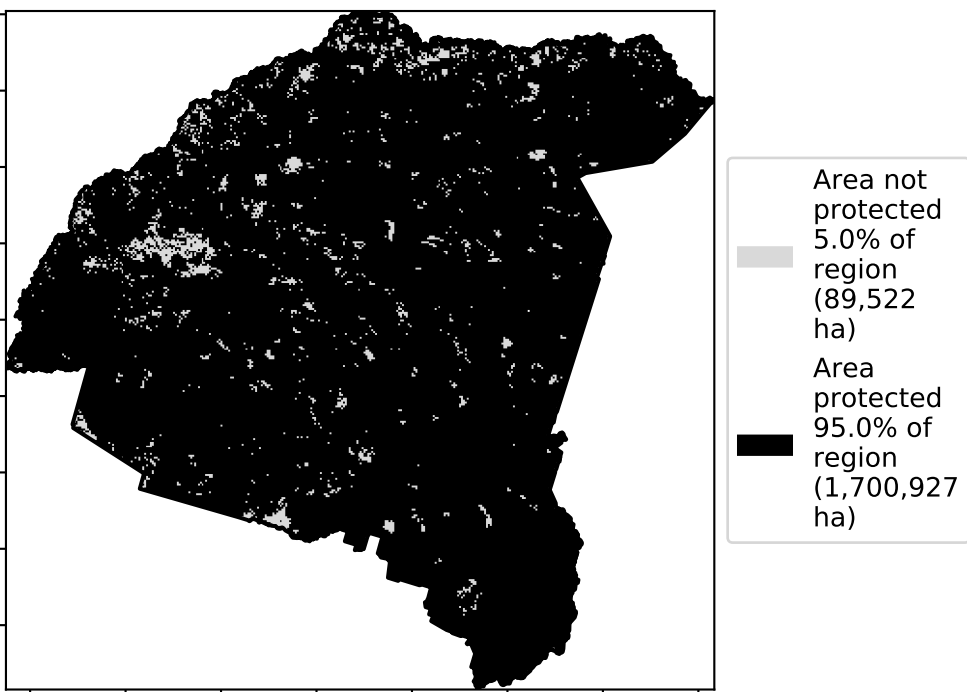 Area not
protected
5.0% of
region
(89,522
ha)
Area
protected
95.0% of
region
(1,700,927
ha)